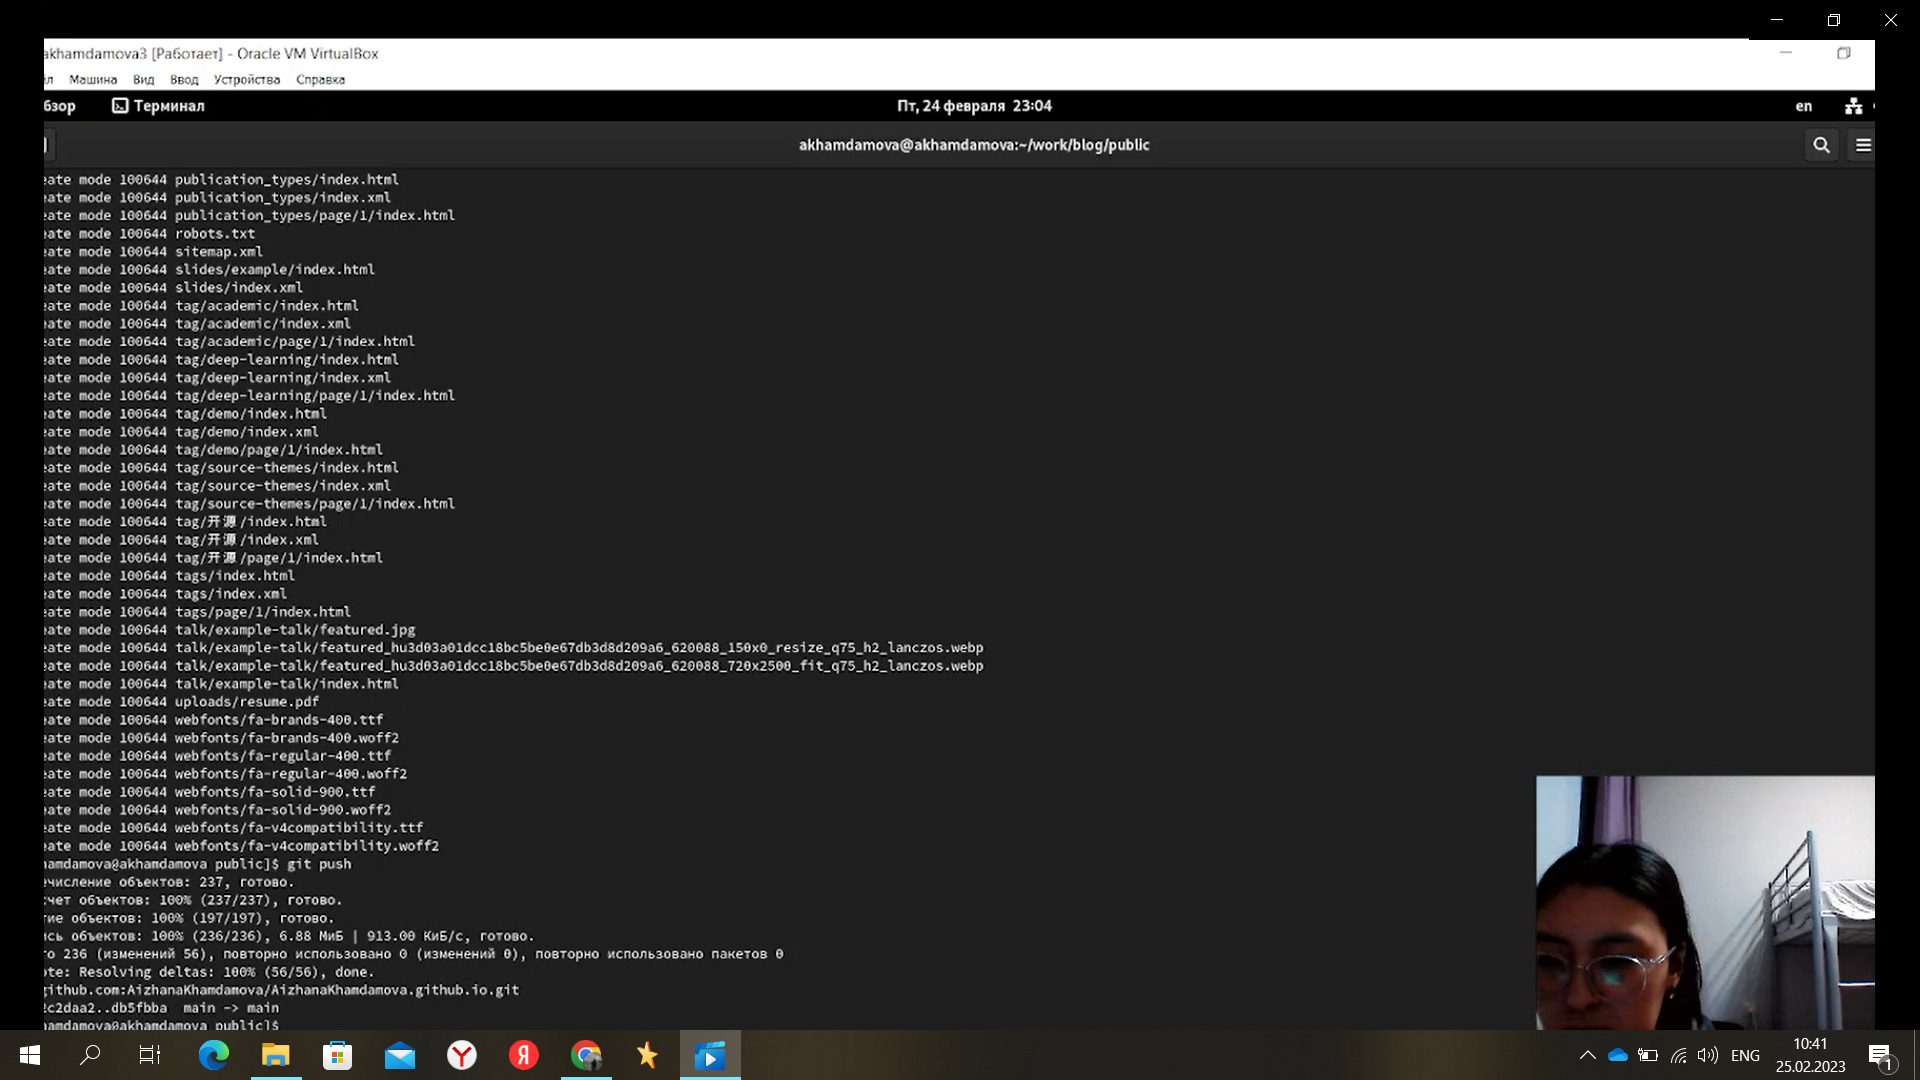 akhamdamova3 [Работает] - Oracle VM VirtualBox
Машина Вид Ввод Устройства Справка
бзор Терминал Пт, 24 февраля 23:04 en
akhamdamova@akhamdamova:~/work/blog/public
eate mode 100644 publication_types/index.html
eate mode 100644 publication_types/index.xml
eate mode 100644 publication_types/page/1/index.html
eate mode 100644 robots.txt
eate mode 100644 sitemap.xml
eate mode 100644 slides/example/index.html
eate mode 100644 slides/index.xml
eate mode 100644 tag/academic/index.html
eate mode 100644 tag/academic/index.xml
eate mode 100644 tag/academic/page/1/index.html
eate mode 100644 tag/deep-learning/index.html
eate mode 100644 tag/deep-learning/index.xml
eate mode 100644 tag/deep-learning/page/1/index.html
eate mode 100644 tag/demo/index.html
eate mode 100644 tag/demo/index.xml
eate mode 100644 tag/demo/page/1/index.html
eate mode 100644 tag/source-themes/index.html
eate mode 100644 tag/source-themes/index.xml
eate mode 100644 tag/source-themes/page/1/index.html
eate mode 100644 tag/开源/index.html
eate mode 100644 tag/开源/index.xml
eate mode 100644 tag/开源/page/1/index.html
eate mode 100644 tags/index.html
eate mode 100644 tags/index.xml
eate mode 100644 tags/page/1/index.html
eate mode 100644 talk/example-talk/featured.jpg
eate mode 100644 talk/example-talk/featured_hu3d03a01dcc18bc5be0e67db3d8d209a6_620088_150x0_resize_q75_h2_lanczos.webp
eate mode 100644 talk/example-talk/featured_hu3d03a01dcc18bc5be0e67db3d8d209a6_620088_720x2500_fit_q75_h2_lanczos.webp
eate mode 100644 talk/example-talk/index.html
eate mode 100644 uploads/resume.pdf
eate mode 100644 webfonts/fa-brands-400.ttf
eate mode 100644 webfonts/fa-brands-400.woff2
eate mode 100644 webfonts/fa-regular-400.ttf
eate mode 100644 webfonts/fa-regular-400.woff2
eate mode 100644 webfonts/fa-solid-900.ttf
eate mode 100644 webfonts/fa-solid-900.woff2
eate mode 100644 webfonts/fa-v4compatibility.ttf
eate mode 100644 webfonts/fa-v4compatibility.woff2
hamdamova@akhamdamova public]$ git push
ечисление объектов: 237, готово.
счет объектов: 100% (237/237), готово.
тие объектов: 100% (197/197), готово.
ись объектов: 100% (236/236), 6.88 МиБ | 913.00 КиБ/с, готово.
го 236 (изменений 56), повторно использовано 0 (изменений 0), повторно использовано пакетов 0
ote: Resolving deltas: 100% (56/56), done.
github.com:AizhanaKhamdamova/AizhanaKhamdamova.github.io.git
2c2daa2..db5fbba main -> main
hamdamova@akhamdamova public]$
ENG 10:41
25.02.2023
1